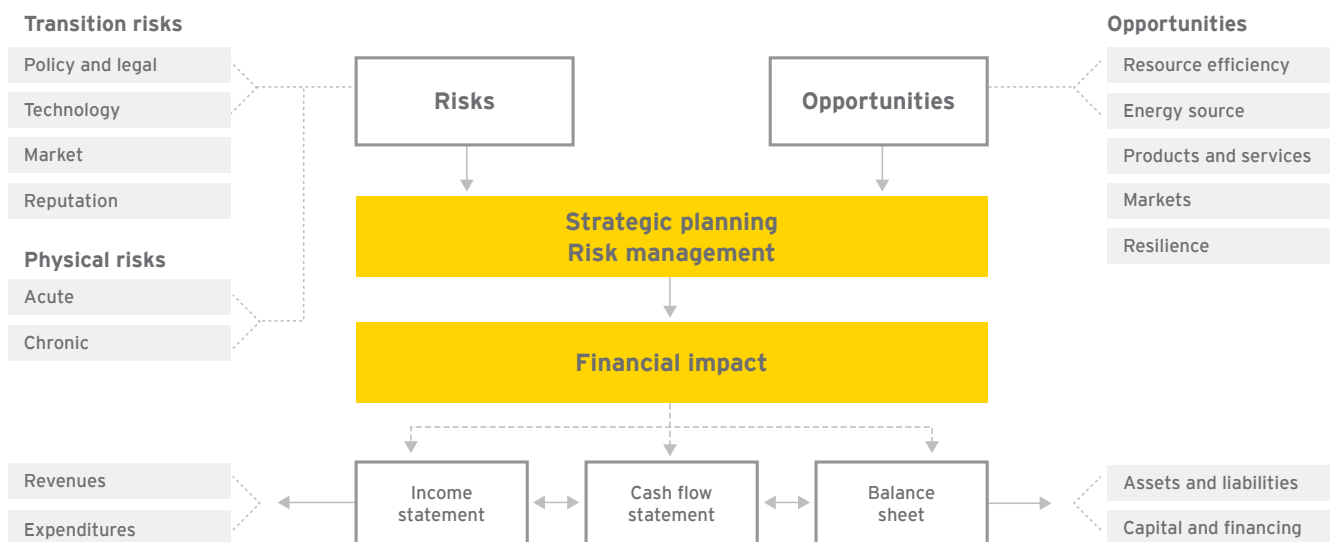 Transition risks
Policy and legal
Technology
Market
Reputation
Physical risks
Acute
Chronic
Risks
Opportunities
Opportunities
Resource efficiency
Energy source
Products and services
Markets
Resilience
Strategic planning
Risk management
Financial impact
Revenues
Expenditures
Income
statement
Cash flow
statement
Balance
sheet
Assets and liabilities
Capital and financing